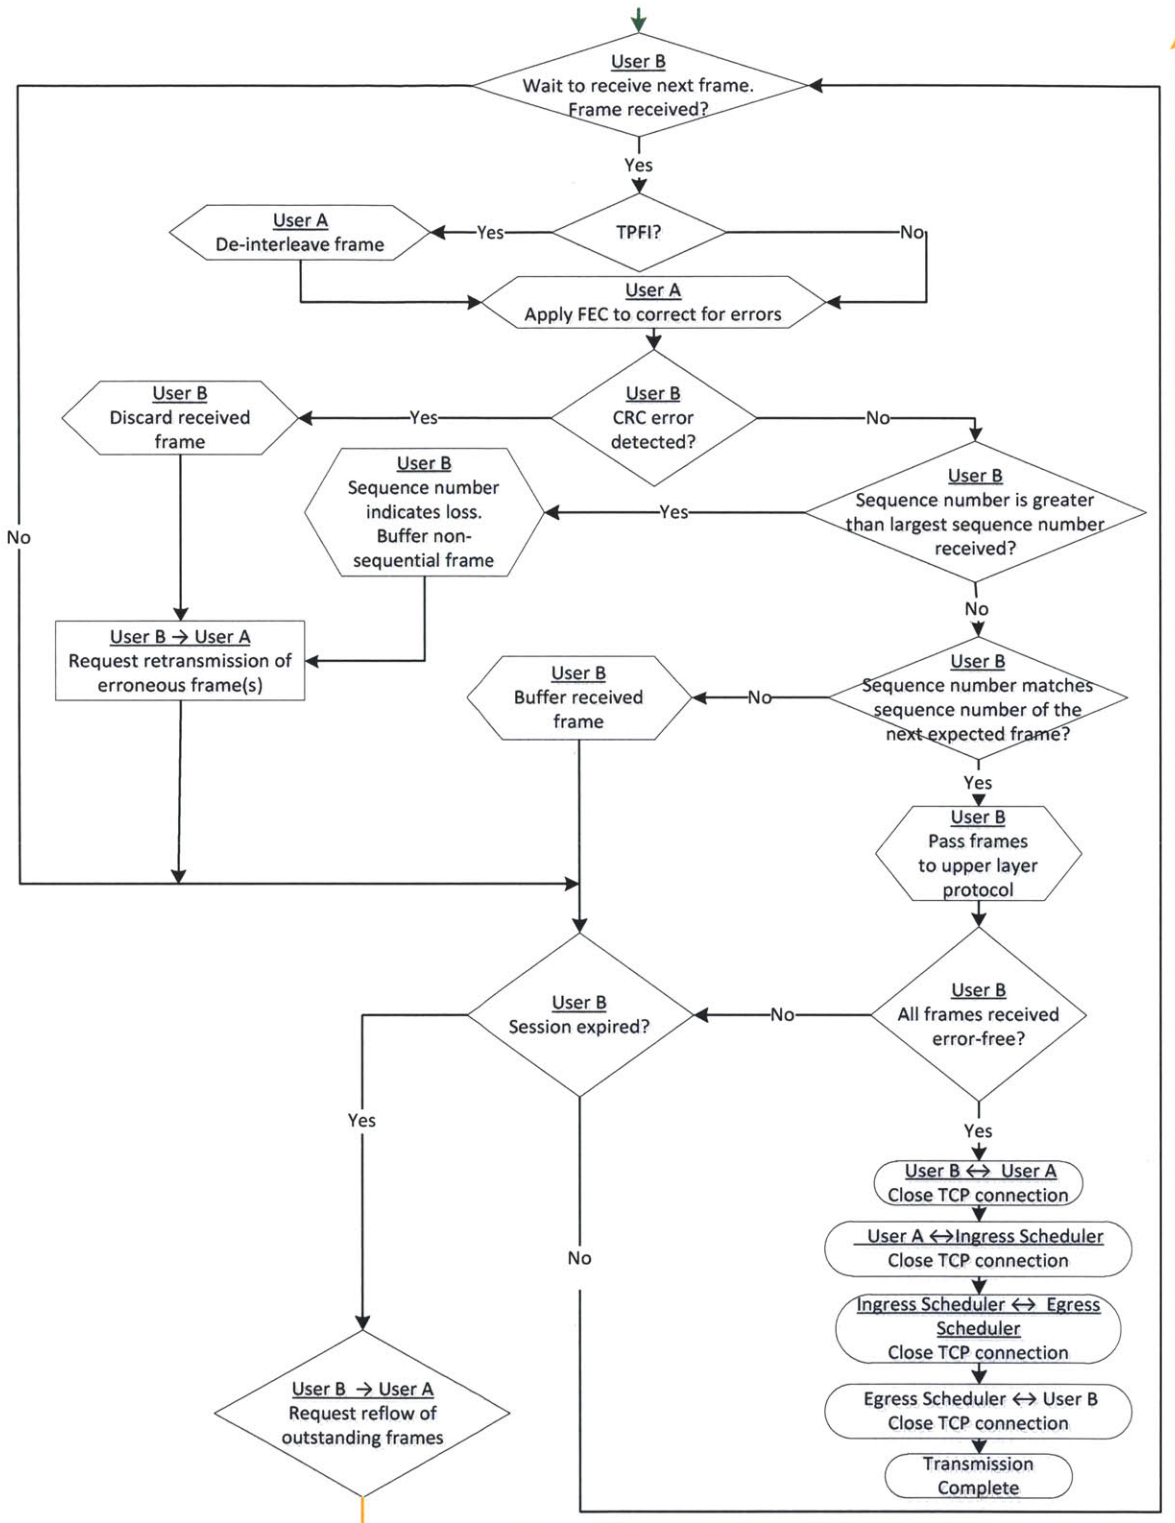 User B
Wait to receive next frame.
Frame received?
Yes
TPFI?
Yes
No
User A
De-interleave frame
User A
Apply FEC to correct for errors
User B
CRC error
detected?
Yes
No
User B
Discard received
frame
User B
Sequence number
indicates loss.
Buffer non-
sequential frame
Yes
User B
Sequence number is greater
than largest sequence number
received?
No
No
User B → User A
Request retransmission of
erroneous frame(s)
User B
Buffer received
frame
No
User B
Sequence number matches
sequence number of the
next expected frame?
Yes
User B
Pass frames
to upper layer
protocol
User B
Session expired?
No
User B
All frames received
error-free?
Yes
Yes
User B ↔ User A
Close TCP connection
User A ↔Ingress Scheduler
Close TCP connection
No
Ingress Scheduler ↔ Egress
Scheduler
Close TCP connection
User B → User A
Request reflow of
outstanding frames
Egress Scheduler ↔ User B
Close TCP connection
Transmission
Complete